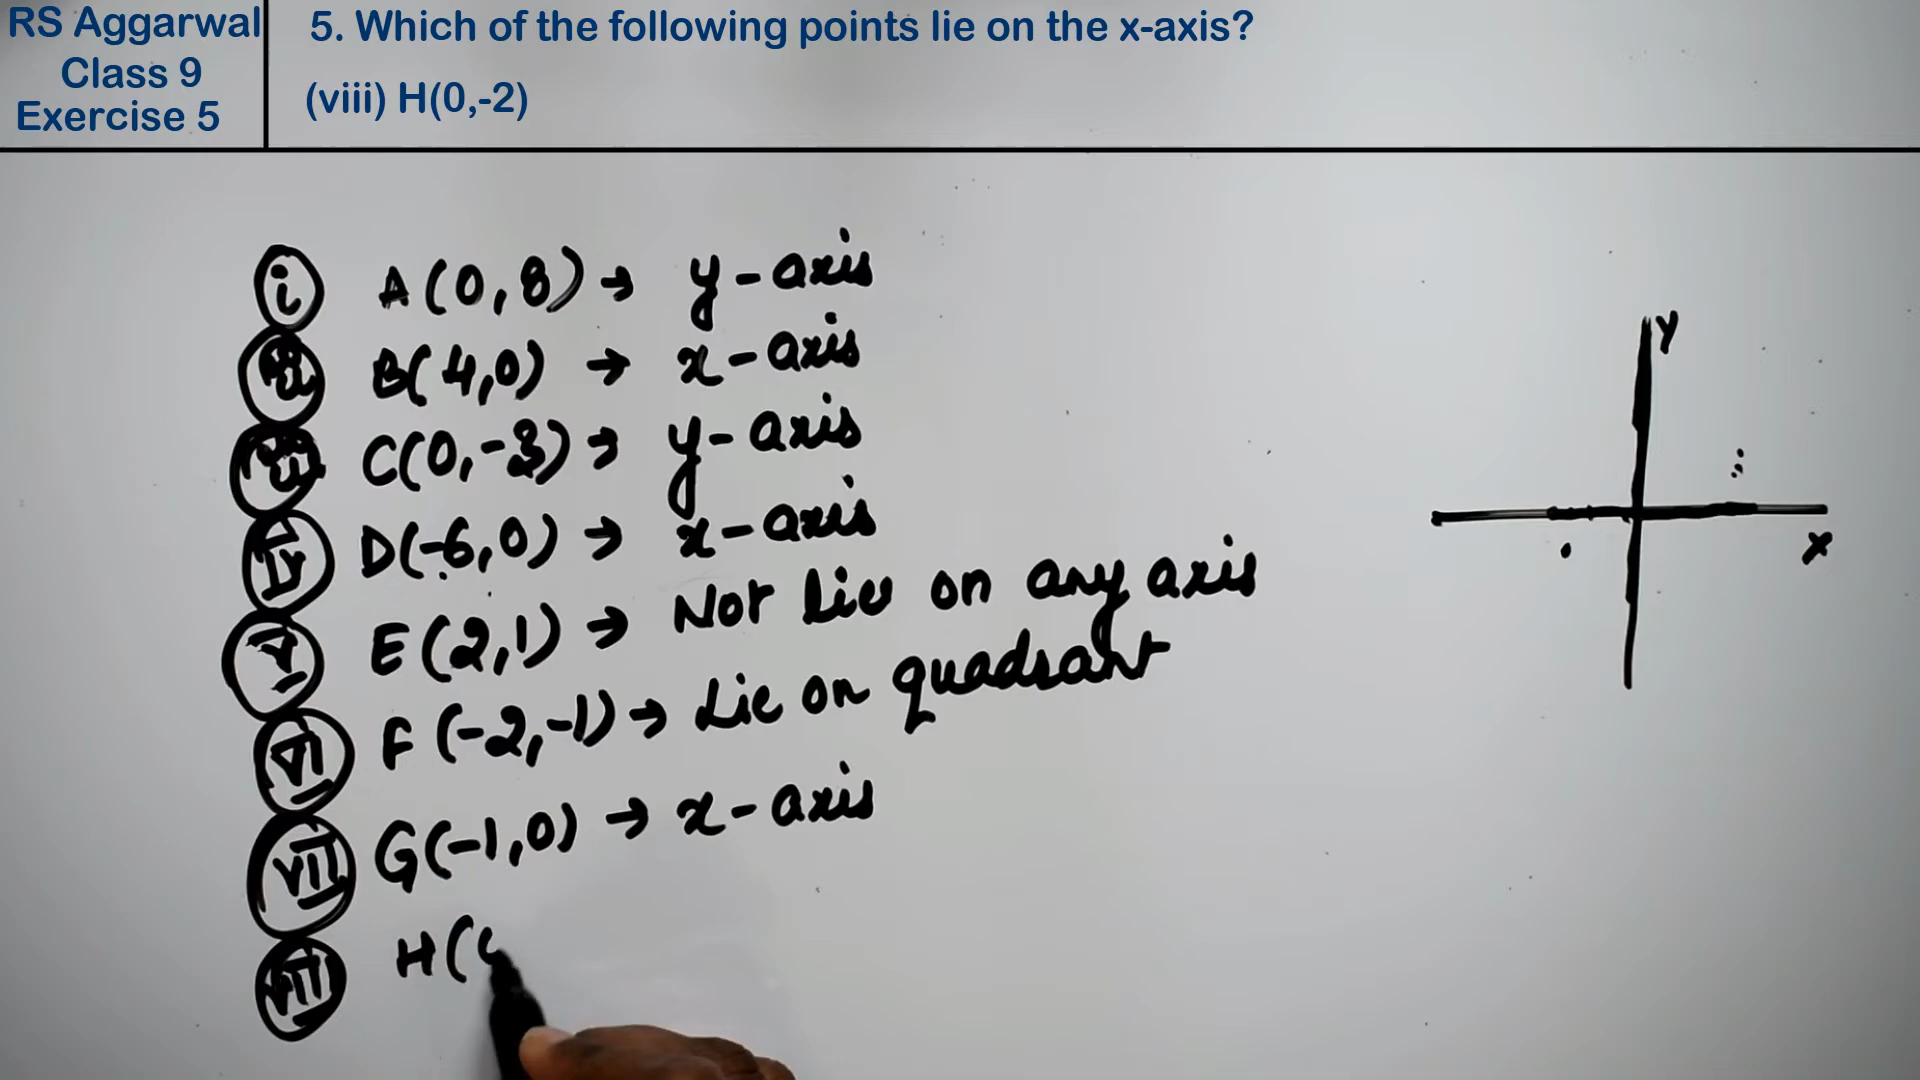 RS Aggarwal
Class 9
Exercise 5
5. Which of the following points lie on the x-axis?
(viii) H(0,-2)
i A(0,8) → y-axis
B(4,0) → x-axis
C(0,-3) → y-axis
IV D(-6,0) → x-axis
V E(2,1) → Not lies on any axis
VI F(-2,-1) → Lie on quadrant
VII G(-1,0) → x-axis
VIII H(
Y
X